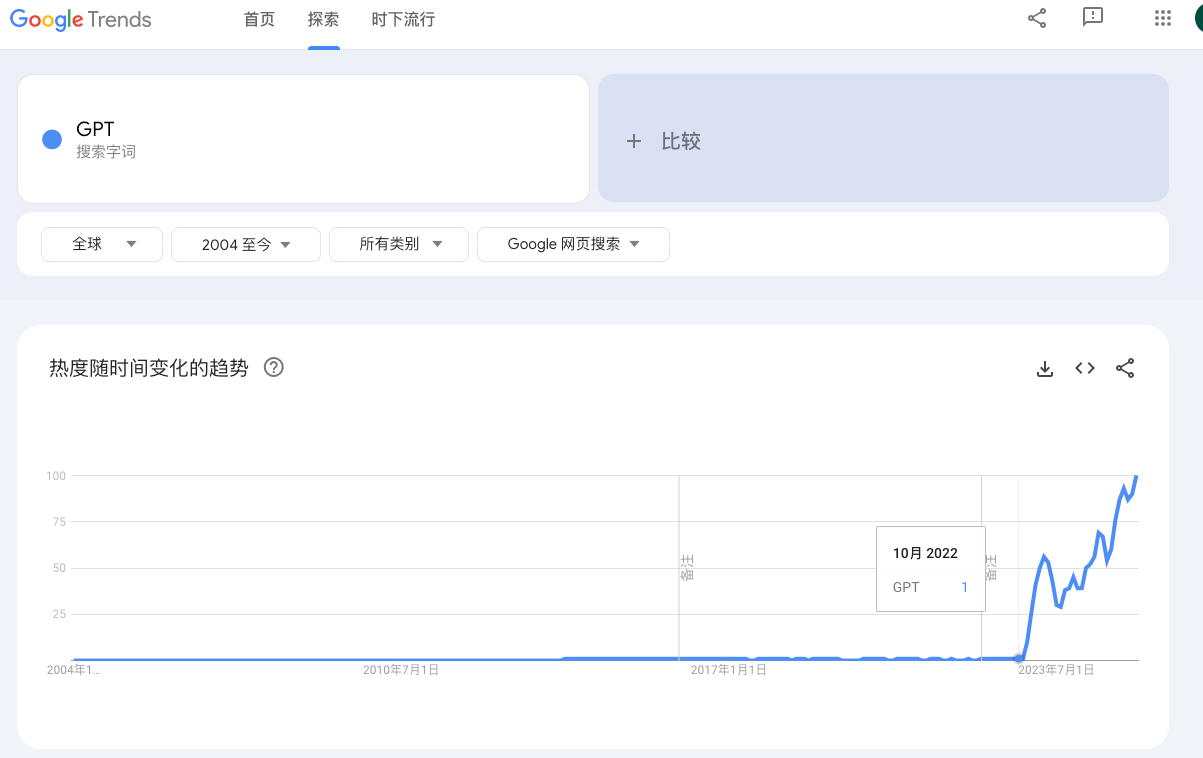 Google Trends 首页 探索 时下流行
GPT
搜索字词
+ 比较
全球 2004 至今 所有类别 Google 网页搜索
热度随时间变化的趋势
100
75
50
25
备注
备注
10月 2022
GPT 1
2004年1... 2010年7月1日 2017年1月1日 2023年7月1日